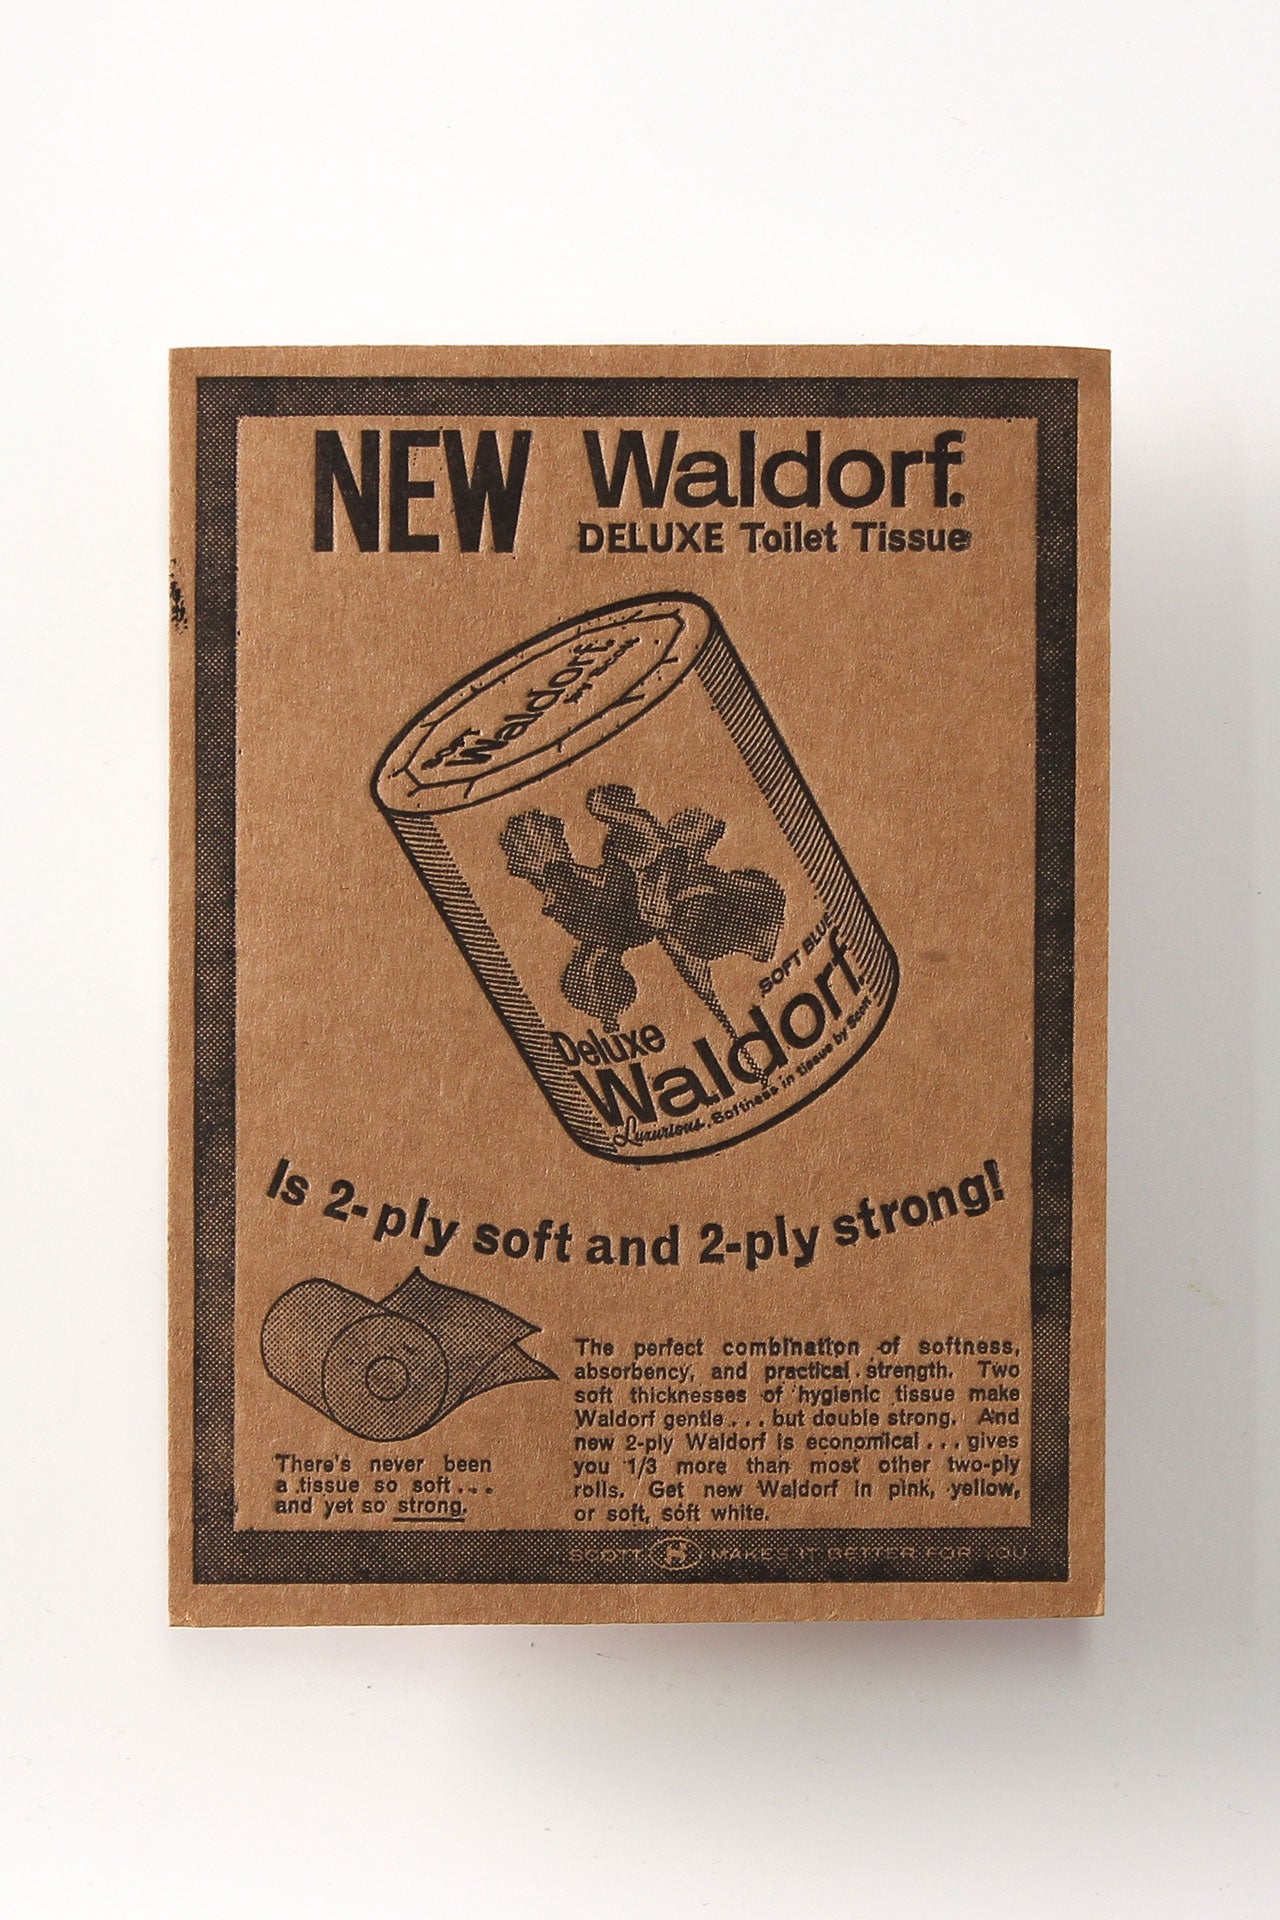 NEW Waldorf.
DELUXE Toilet Tissue
soft
Waldorf.
by Scott
SOFT BLUE
Deluxe
Waldorf.
Luxurious. Softness in tissue by Scott
Is 2-ply soft and 2-ply strong!
There's never been
a tissue so soft...
and yet so strong.
The perfect combination of softness,
absorbency, and practical strength. Two
soft thicknesses of hygienic tissue make
Waldorf gentle... but double strong. And
new 2-ply Waldorf is economical... gives
you 1/3 more than most other two-ply
rolls. Get new Waldorf in pink, yellow,
or soft, soft white.
SCOTT MAKES IT BETTER FOR YOU